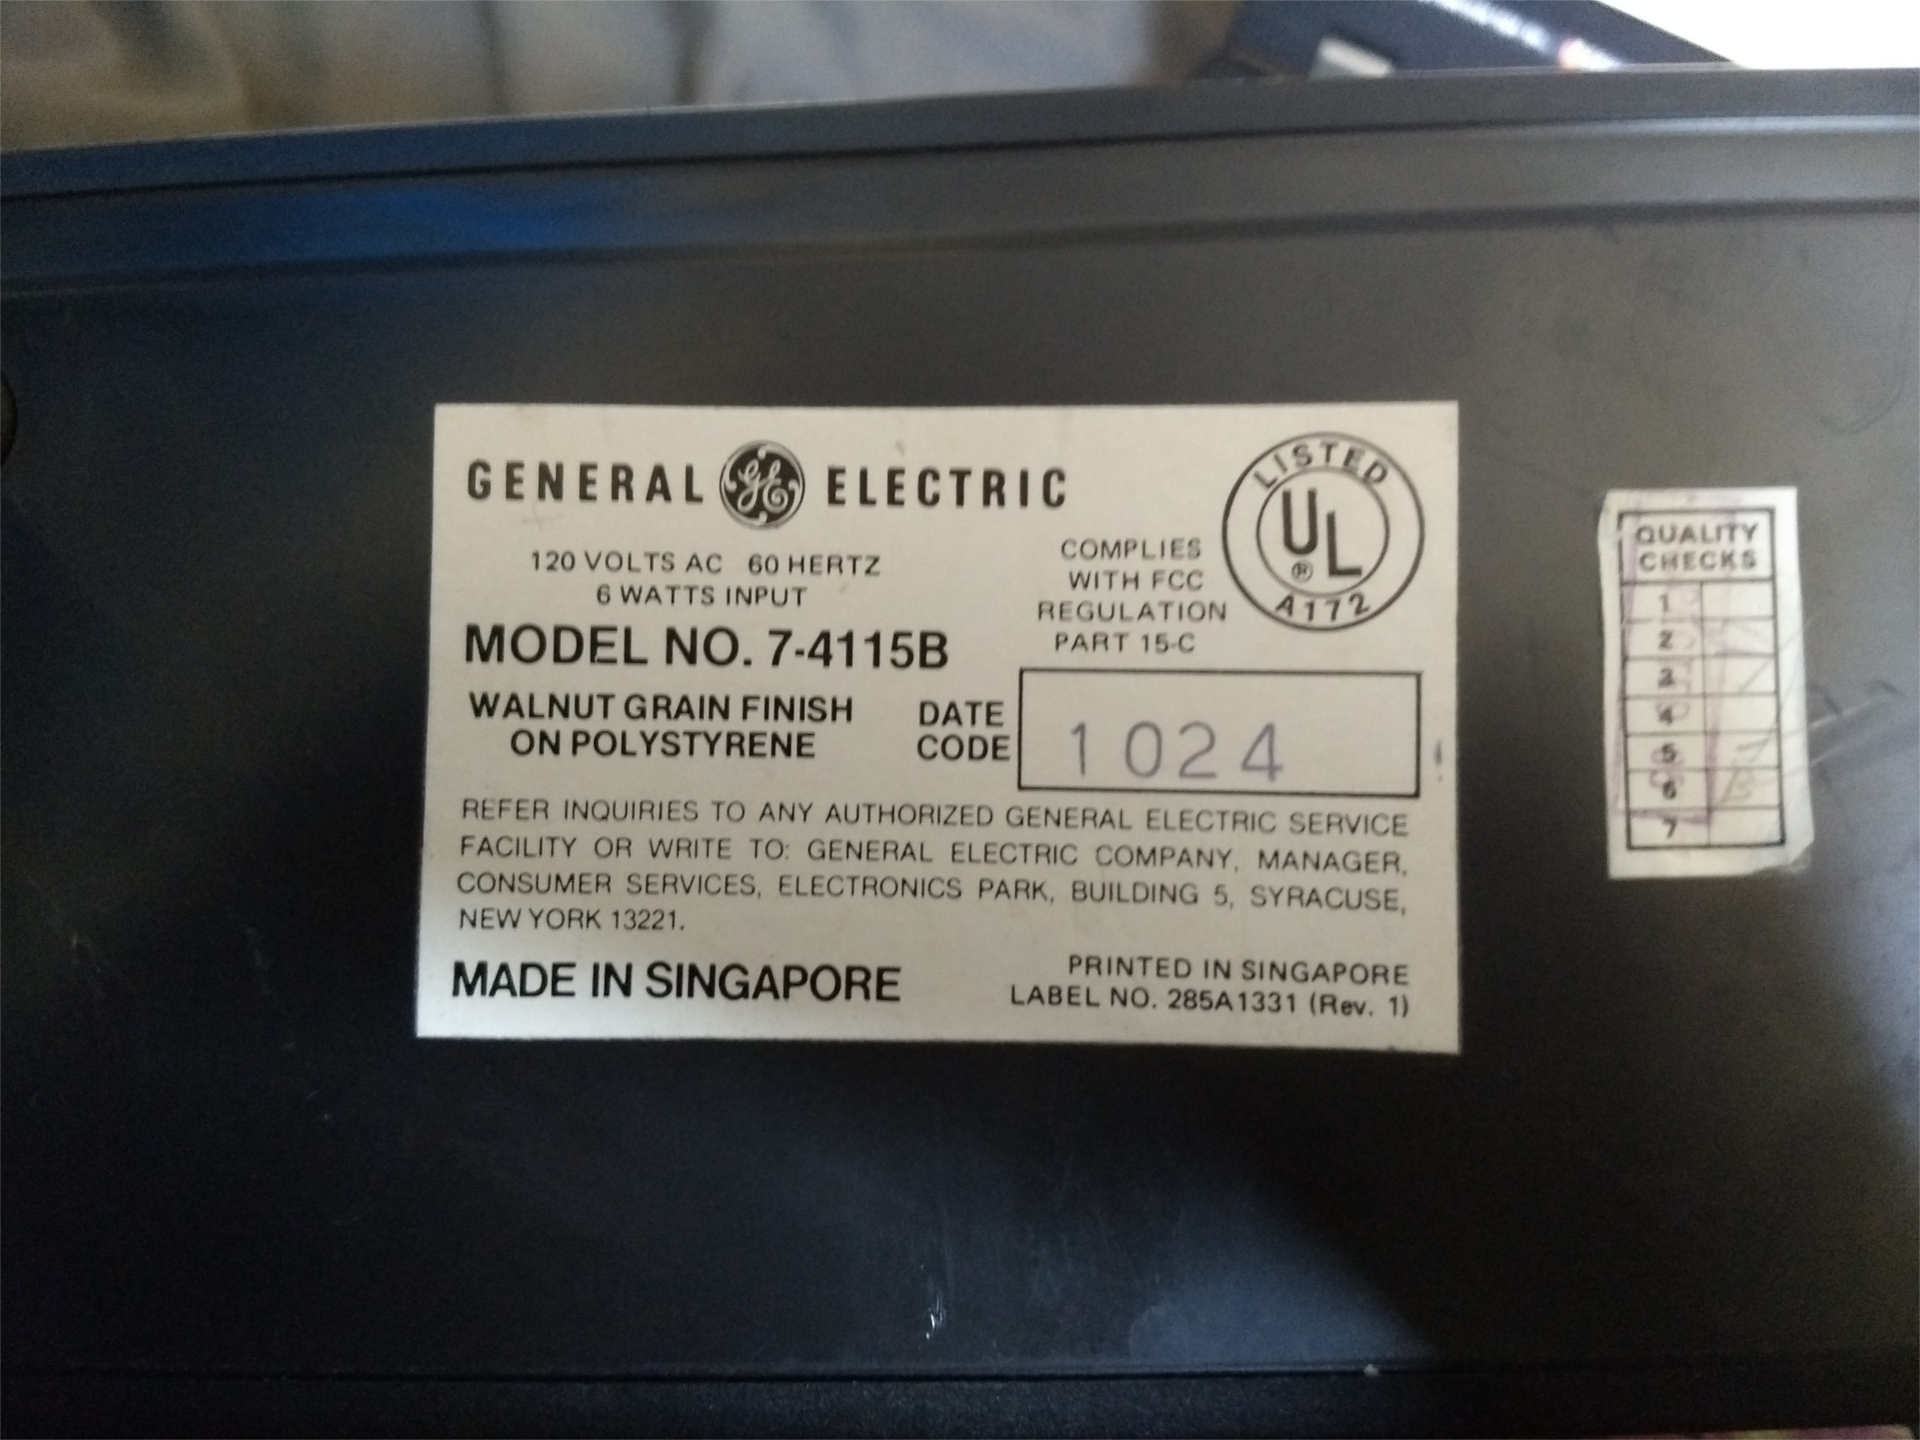 GENERAL GE ELECTRIC
120 VOLTS AC 60 HERTZ
6 WATTS INPUT
MODEL NO. 7-4115B
WALNUT GRAIN FINISH
ON POLYSTYRENE
COMPLIES
WITH FCC
REGULATION
PART 15-C
LISTED
UL
®
A172
DATE
CODE
1024
REFER INQUIRIES TO ANY AUTHORIZED GENERAL ELECTRIC SERVICE
FACILITY OR WRITE TO: GENERAL ELECTRIC COMPANY, MANAGER,
CONSUMER SERVICES, ELECTRONICS PARK, BUILDING 5, SYRACUSE,
NEW YORK 13221.
MADE IN SINGAPORE
PRINTED IN SINGAPORE
LABEL NO. 285A1331 (Rev. 1)
QUALITY
CHECKS
1
2
3
4
5
6
7